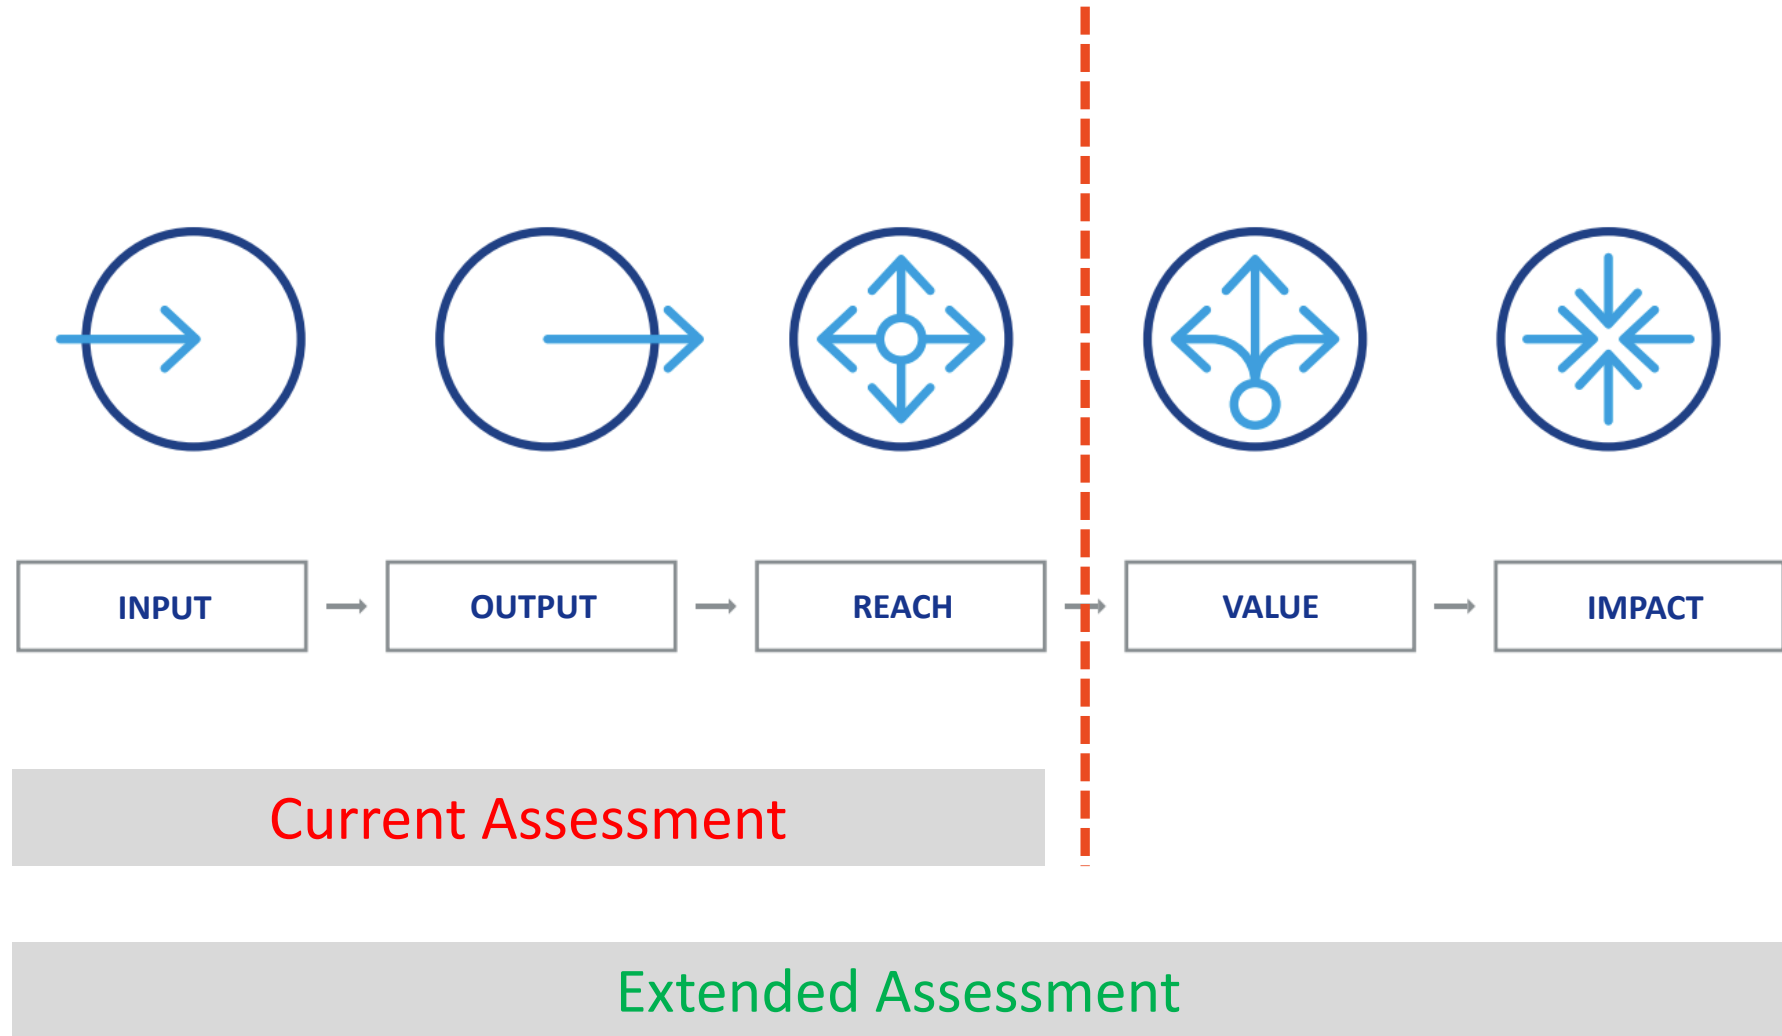 INPUT
OUTPUT
REACH
VALUE
IMPACT
Current Assessment
Extended Assessment